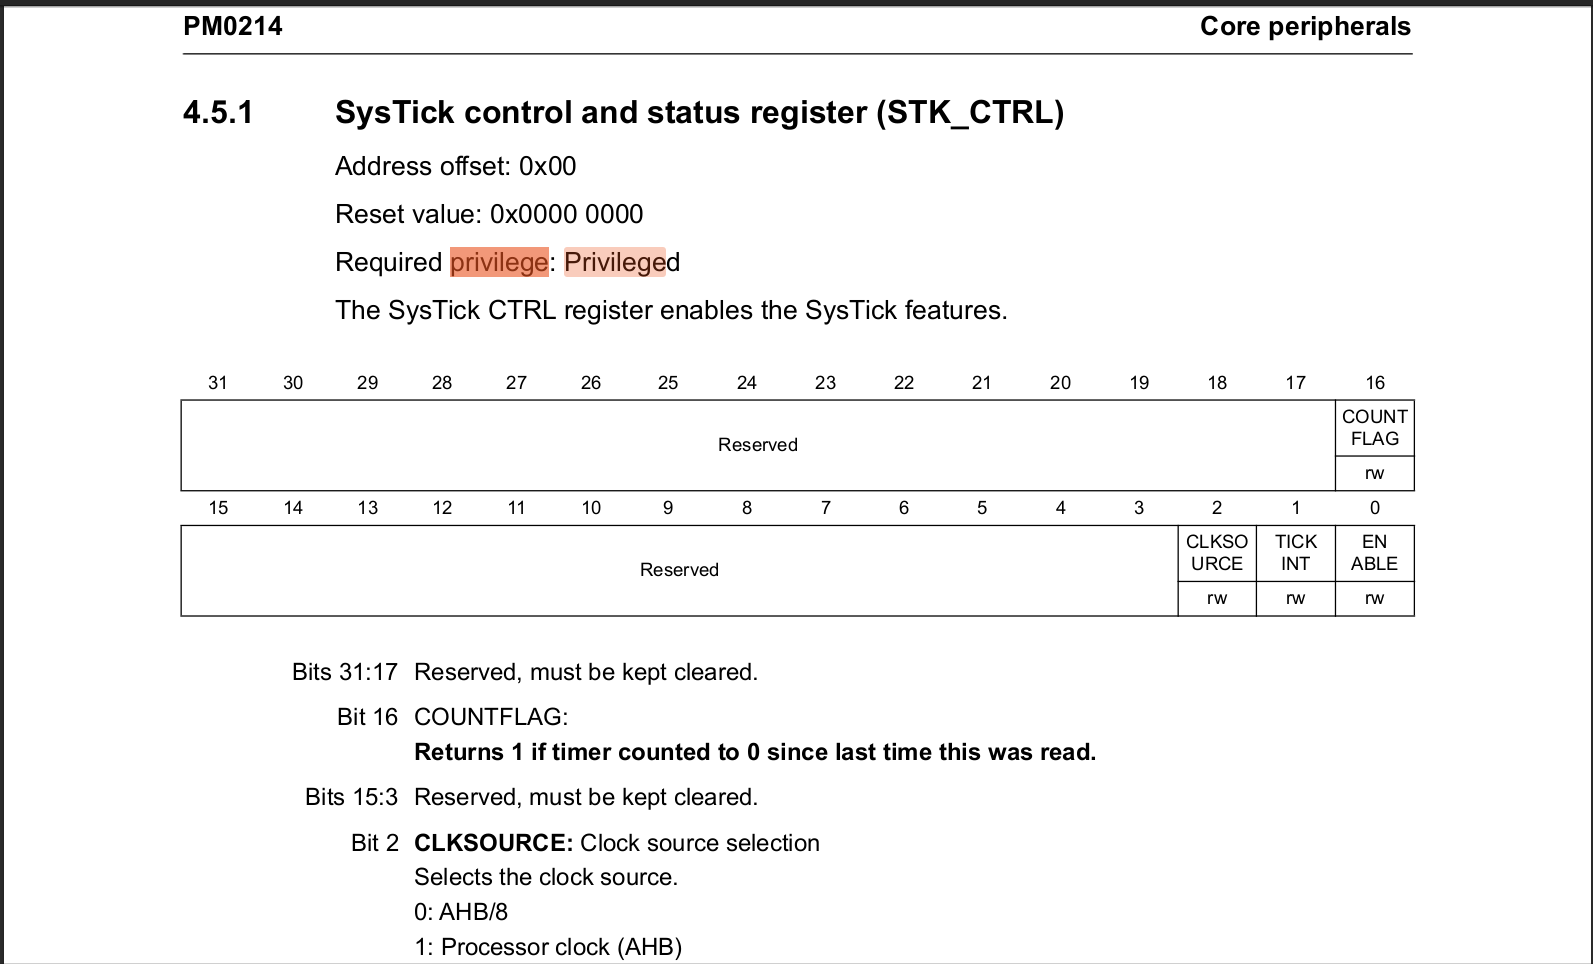 PM0214 Core peripherals
4.5.1 SysTick control and status register (STK_CTRL)
Address offset: 0x00
Reset value: 0x0000 0000
Required privilege: Privileged
The SysTick CTRL register enables the SysTick features.
31 30 29 28 27 26 25 24 23 22 21 20 19 18 17 16
Reserved
COUNT
FLAG
rw
15 14 13 12 11 10 9 8 7 6 5 4 3 2 1 0
Reserved
CLKSO TICK EN
URCE INT ABLE
rw rw rw
Bits 31:17 Reserved, must be kept cleared.
Bit 16 COUNTFLAG:
Returns 1 if timer counted to 0 since last time this was read.
Bits 15:3 Reserved, must be kept cleared.
Bit 2 CLKSOURCE: Clock source selection
Selects the clock source.
0: AHB/8
1: Processor clock (AHB)